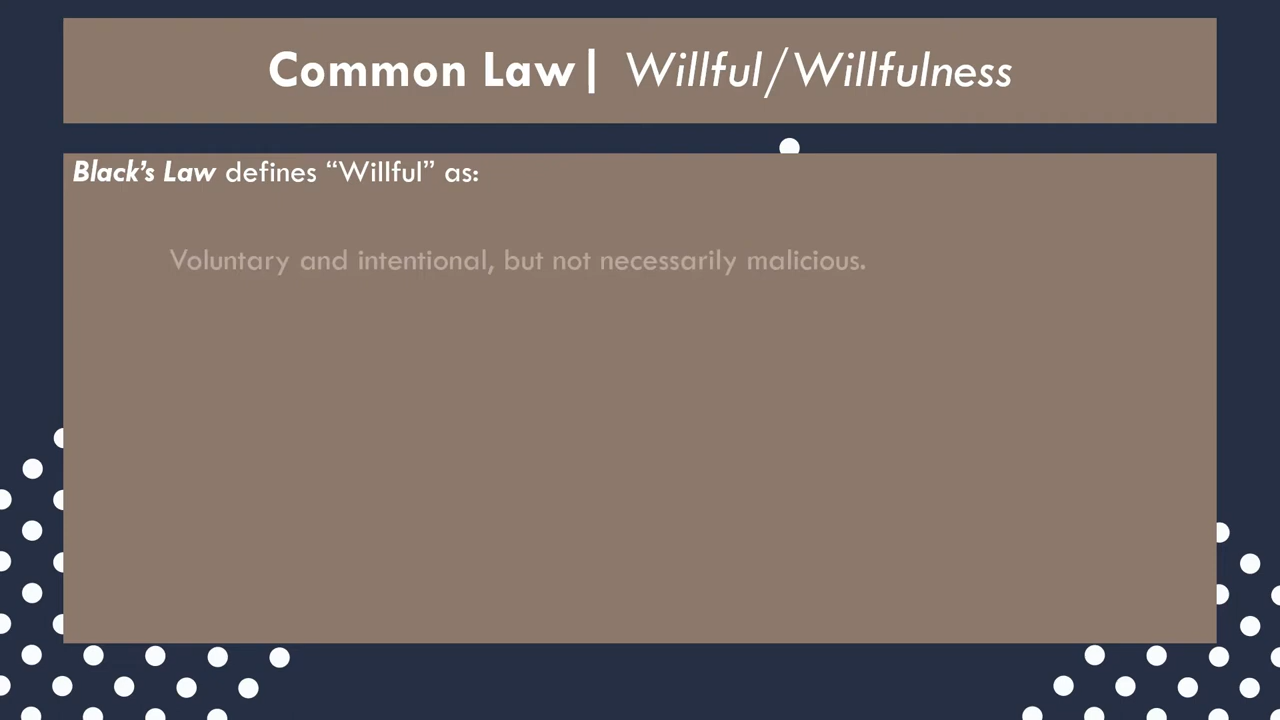 Common Law| Willful/Willfulness
Black’s Law defines “Willful” as:
Voluntary and intentional, but not necessarily malicious.